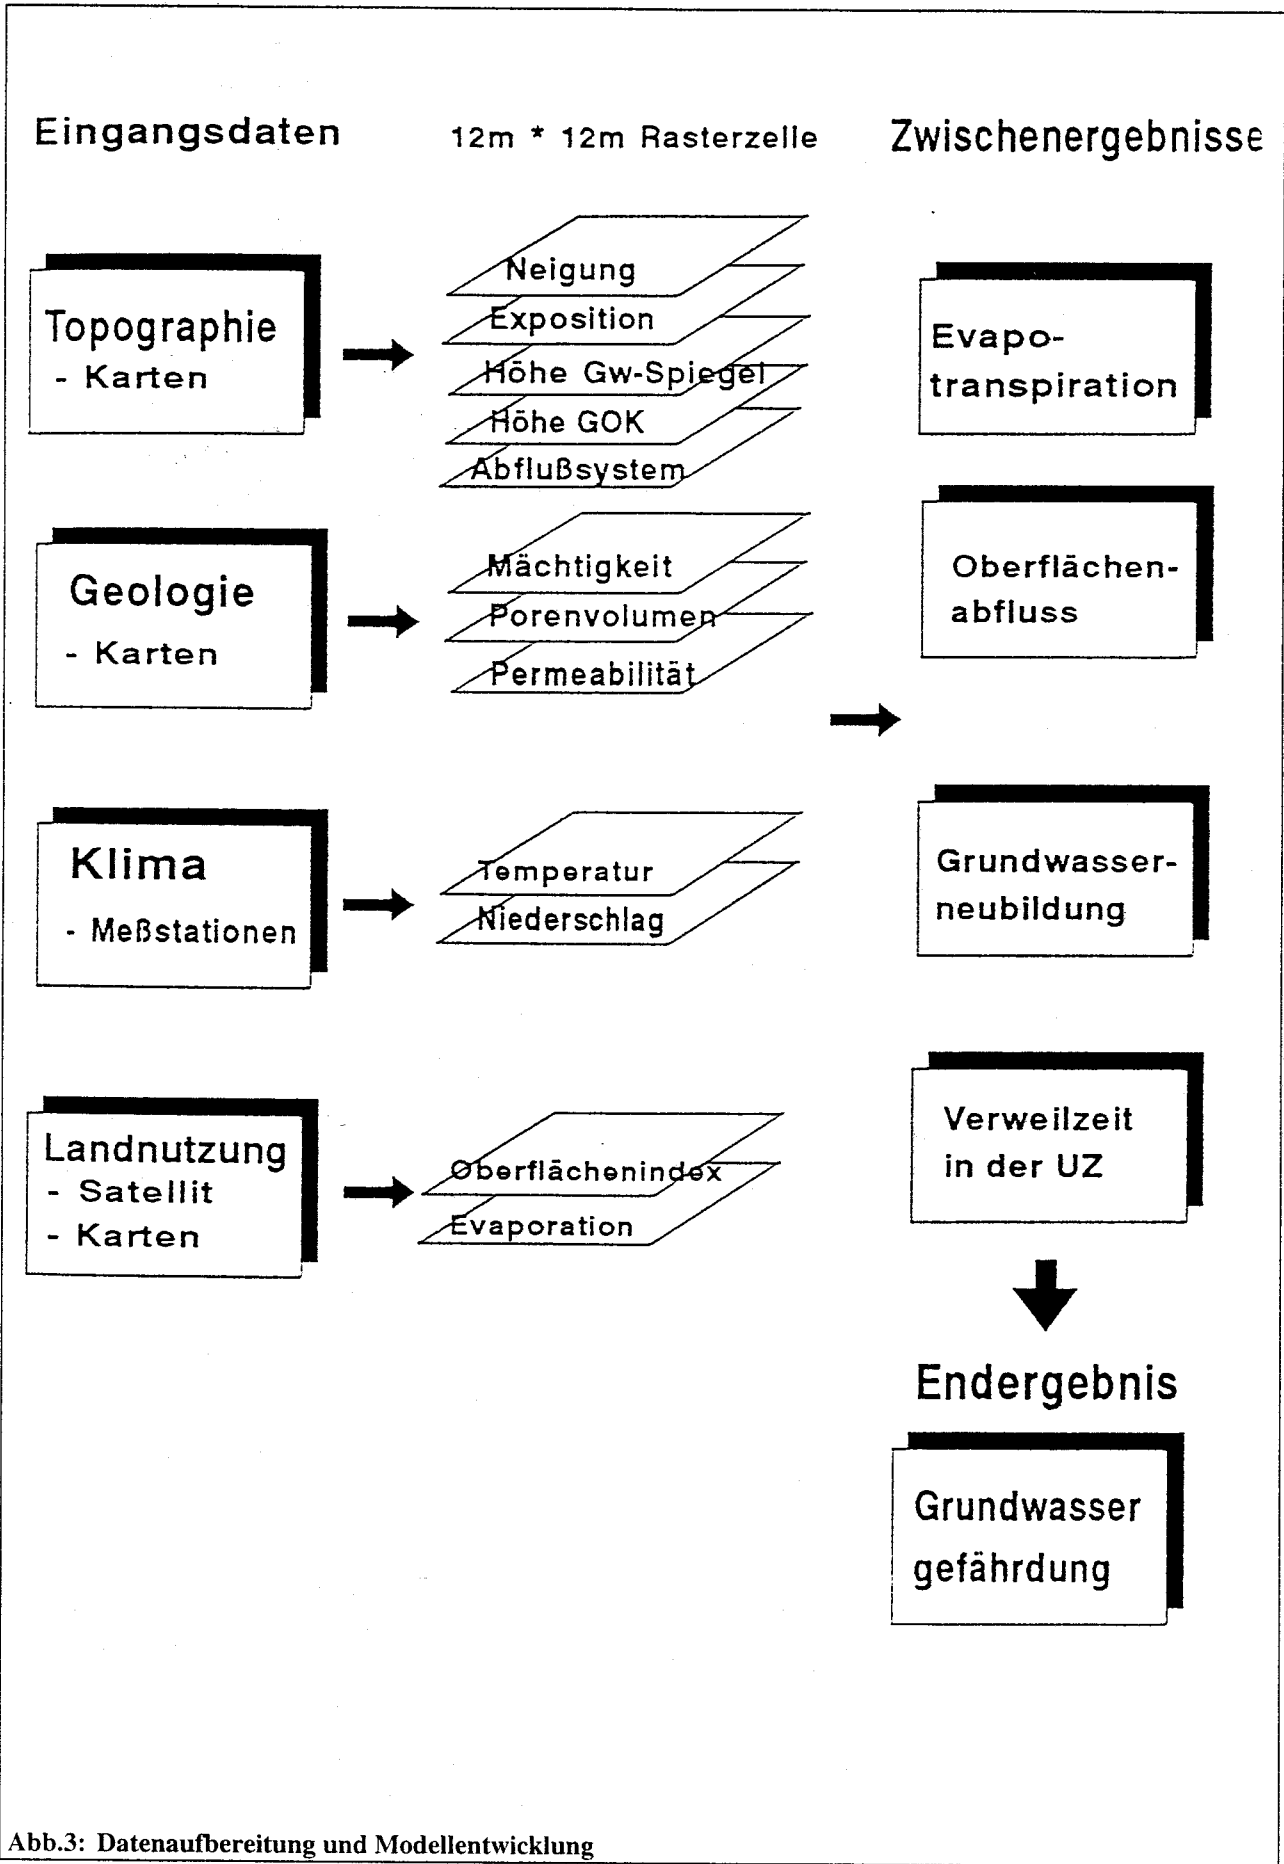 Eingangsdaten
12m * 12m Rasterzelle
Zwischenergebnisse
Topographie
- Karten
Neigung
Exposition
Höhe Gw-Spiegel
Höhe GOK
Abflußsystem
Evapo-
transpiration
Geologie
- Karten
Mächtigkeit
Porenvolumen
Permeabilität
Oberflächen-
abfluss
Klima
- Meßstationen
Temperatur
Niederschlag
Grundwasser-
neubildung
Landnutzung
- Satellit
- Karten
Oberflächenindex
Evaporation
Verweilzeit
in der UZ
Endergebnis
Grundwasser
gefährdung
Abb.3: Datenaufbereitung und Modellentwicklung